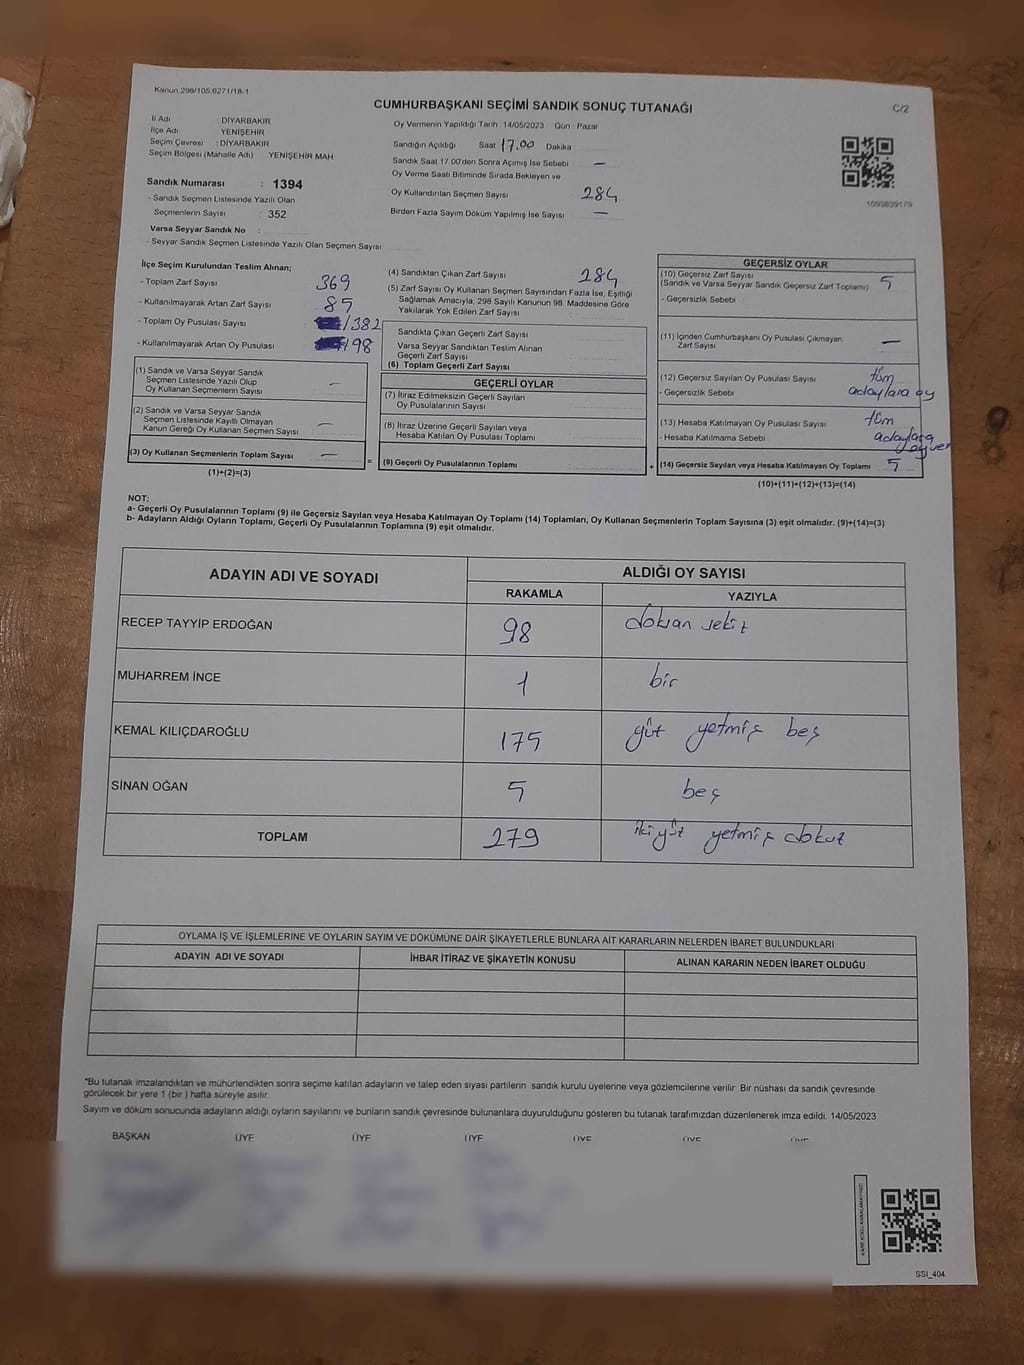 Kanun 298/105;6271/18-1
CUMHURBAŞKANI SEÇİMİ SANDIK SONUÇ TUTANAĞI
C/2
İl Adı : DİYARBAKIR
İlçe Adı : YENİŞEHİR
Seçim Çevresi : DİYARBAKIR
Seçim Bölgesi (Mahalle Adı) YENİŞEHİR MAH
Sandık Numarası : 1394
- Sandık Seçmen Listesinde Yazılı Olan
Seçmenlerin Sayısı : 352
Varsa Seyyar Sandık No :
- Seyyar Sandık Seçmen Listesinde Yazılı Olan Seçmen Sayısı
Oy Vermenin Yapıldığı Tarih :14/05/2023 Gün : Pazar
Sandığın Açıldığı Saat 17.00 Dakika
Sandık Saat 17.00'den Sonra Açımış İse Sebebi —
Oy Verme Saati Bitiminde Sırada Bekleyen ve
Oy Kullandırılan Seçmen Sayısı : 284
Birden Fazla Sayım Döküm Yapılmış İse Sayısı : —
1093839179
İlçe Seçim Kurulundan Teslim Alınan;
- Toplam Zarf Sayısı 369
- Kullanılmayarak Artan Zarf Sayısı : 85
- Toplam Oy Pusulası Sayısı /382
- Kullanılmayarak Artan Oy Pusulası 98
(4) Sandıktan Çıkan Zarf Sayısı : 284
(5) Zarf Sayısı Oy Kullanan Seçmen Sayısından Fazla İse, Eşitliği
Sağlamak Amacıyla, 298 Sayılı Kanunun 98. Maddesine Göre
Yakılarak Yok Edilen Zarf Sayısı :
Sandıkta Çıkan Geçerli Zarf Sayısı :
Varsa Seyyar Sandıktan Teslim Alınan
Geçerli Zarf Sayısı :
(6) Toplam Geçerli Zarf Sayısı
GEÇERSİZ OYLAR
(10) Geçersiz Zarf Sayısı : 5
(Sandık ve Varsa Seyyar Sandık Geçersiz Zarf Toplamı)
- Geçersizlik Sebebi :
(11) İçinden Cumhurbaşkanı Oy Pusulası Çıkmayan
Zarf Sayısı : —
(12) Geçersiz Sayılan Oy Pusulası Sayısı : tüm
- Geçersizlik Sebebi : adaylara oy
(13) Hesaba Katılmayan Oy Pusulası Sayısı : tüm
- Hesaba Katılmama Sebebi : adaylara
oy ver
(14) Geçersiz Sayılan veya Hesaba Katılmayan Oy Toplamı : 5
(10)+(11)+(12)+(13)=(14)
(1) Sandık ve Varsa Seyyar Sandık
Seçmen Listesinde Yazılı Olup
Oy Kullanan Seçmenlerin Sayısı : —
(2) Sandık ve Varsa Seyyar Sandık
Seçmen Listesinde Kayıtlı Olmayan
Kanun Gereği Oy Kullanan Seçmen Sayısı : —
(3) Oy Kullanan Seçmenlerin Toplam Sayısı : —
(1)+(2)=(3)
=
GEÇERLİ OYLAR
(7) İtiraz Edilmeksizin Geçerli Sayılan
Oy Pusulalarının Sayısı :
(8) İtiraz Üzerine Geçerli Sayılan veya
Hesaba Katılan Oy Pusulası Toplamı :
(9) Geçerli Oy Pusulalarının Toplamı :
+
NOT:
a- Geçerli Oy Pusulalarının Toplamı (9) ile Geçersiz Sayılan veya Hesaba Katılmayan Oy Toplamı (14) Toplamları, Oy Kullanan Seçmenlerin Toplam Sayısına (3) eşit olmalıdır. (9)+(14)=(3)
b- Adayların Aldığı Oyların Toplamı, Geçerli Oy Pusulalarının Toplamına (9) eşit olmalıdır.
ADAYIN ADI VE SOYADI
ALDIĞI OY SAYISI
RAKAMLA YAZIYLA
RECEP TAYYİP ERDOĞAN 98 doksan sekiz
MUHARREM İNCE 1 bir
KEMAL KILIÇDAROĞLU 175 yüz yetmiş beş
SİNAN OĞAN 5 beş
TOPLAM 279 iki yüz yetmiş dokuz
OYLAMA İŞ VE İŞLEMLERİNE VE OYLARIN SAYIM VE DÖKÜMÜNE DAİR ŞİKAYETLERLE BUNLARA AİT KARARLARIN NELERDEN İBARET BULUNDUKLARI
ADAYIN ADI VE SOYADI İHBAR İTİRAZ VE ŞİKAYETİN KONUSU ALINAN KARARIN NEDEN İBARET OLDUĞU
*Bu tutanak imzalandıktan ve mühürlendikten sonra seçime katılan adayların ve talep eden siyasi partilerin sandık kurulu üyelerine veya gözlemcilerine verilir. Bir nüshası da sandık çevresinde
görülecek bir yere 1 (bir) hafta süreyle asılır.
Sayım ve döküm sonucunda adayların aldığı oyların sayılarını ve bunların sandık çevresinde bulunanlara duyurulduğunu gösteren bu tutanak tarafımızdan düzenlenerek imza edildi. 14/05/2023
BAŞKAN ÜYE ÜYE ÜYE ÜYE ÜYE ÜYE
SSI_404